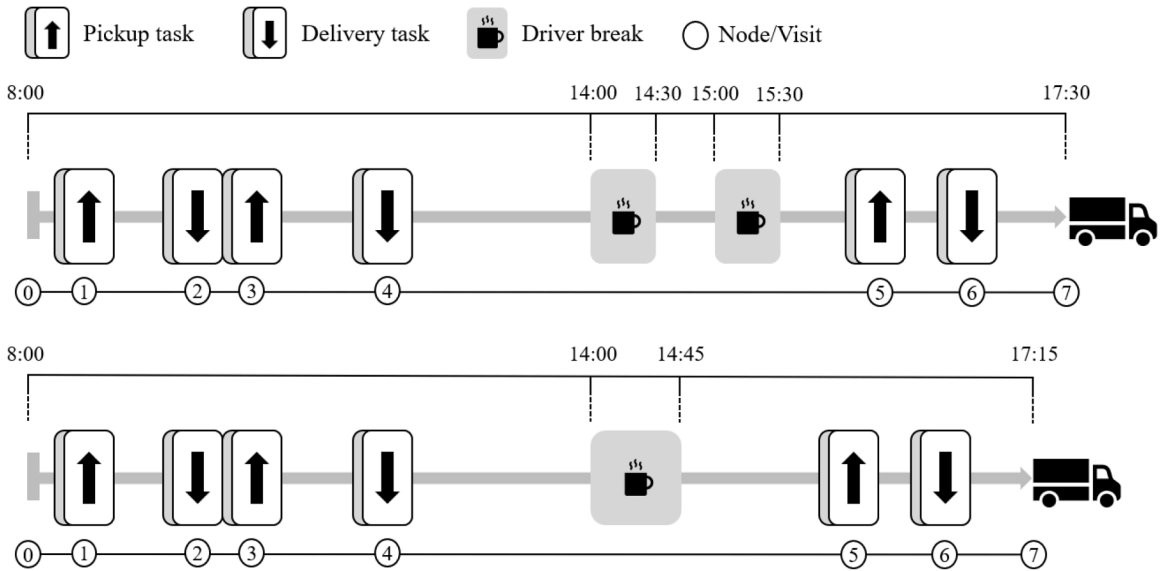 Pickup task Delivery task Driver break Node/Visit
8:00 14:00 14:30 15:00 15:30 17:30
0 1 2 3 4 5 6 7
8:00 14:00 14:45 17:15
0 1 2 3 4 5 6 7